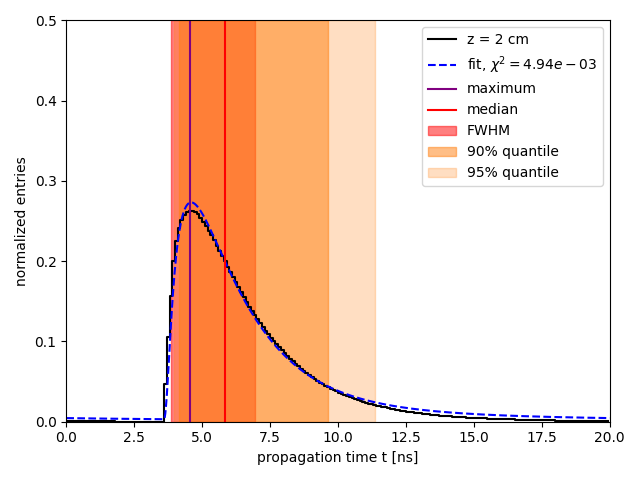 0.5
0.4
0.3
0.2
0.1
0.0
normalized entries
0.0 2.5 5.0 7.5 10.0 12.5 15.0 17.5 20.0
propagation time t [ns]
z = 2 cm
fit, χ² = 4.94e − 03
maximum
median
FWHM
90% quantile
95% quantile